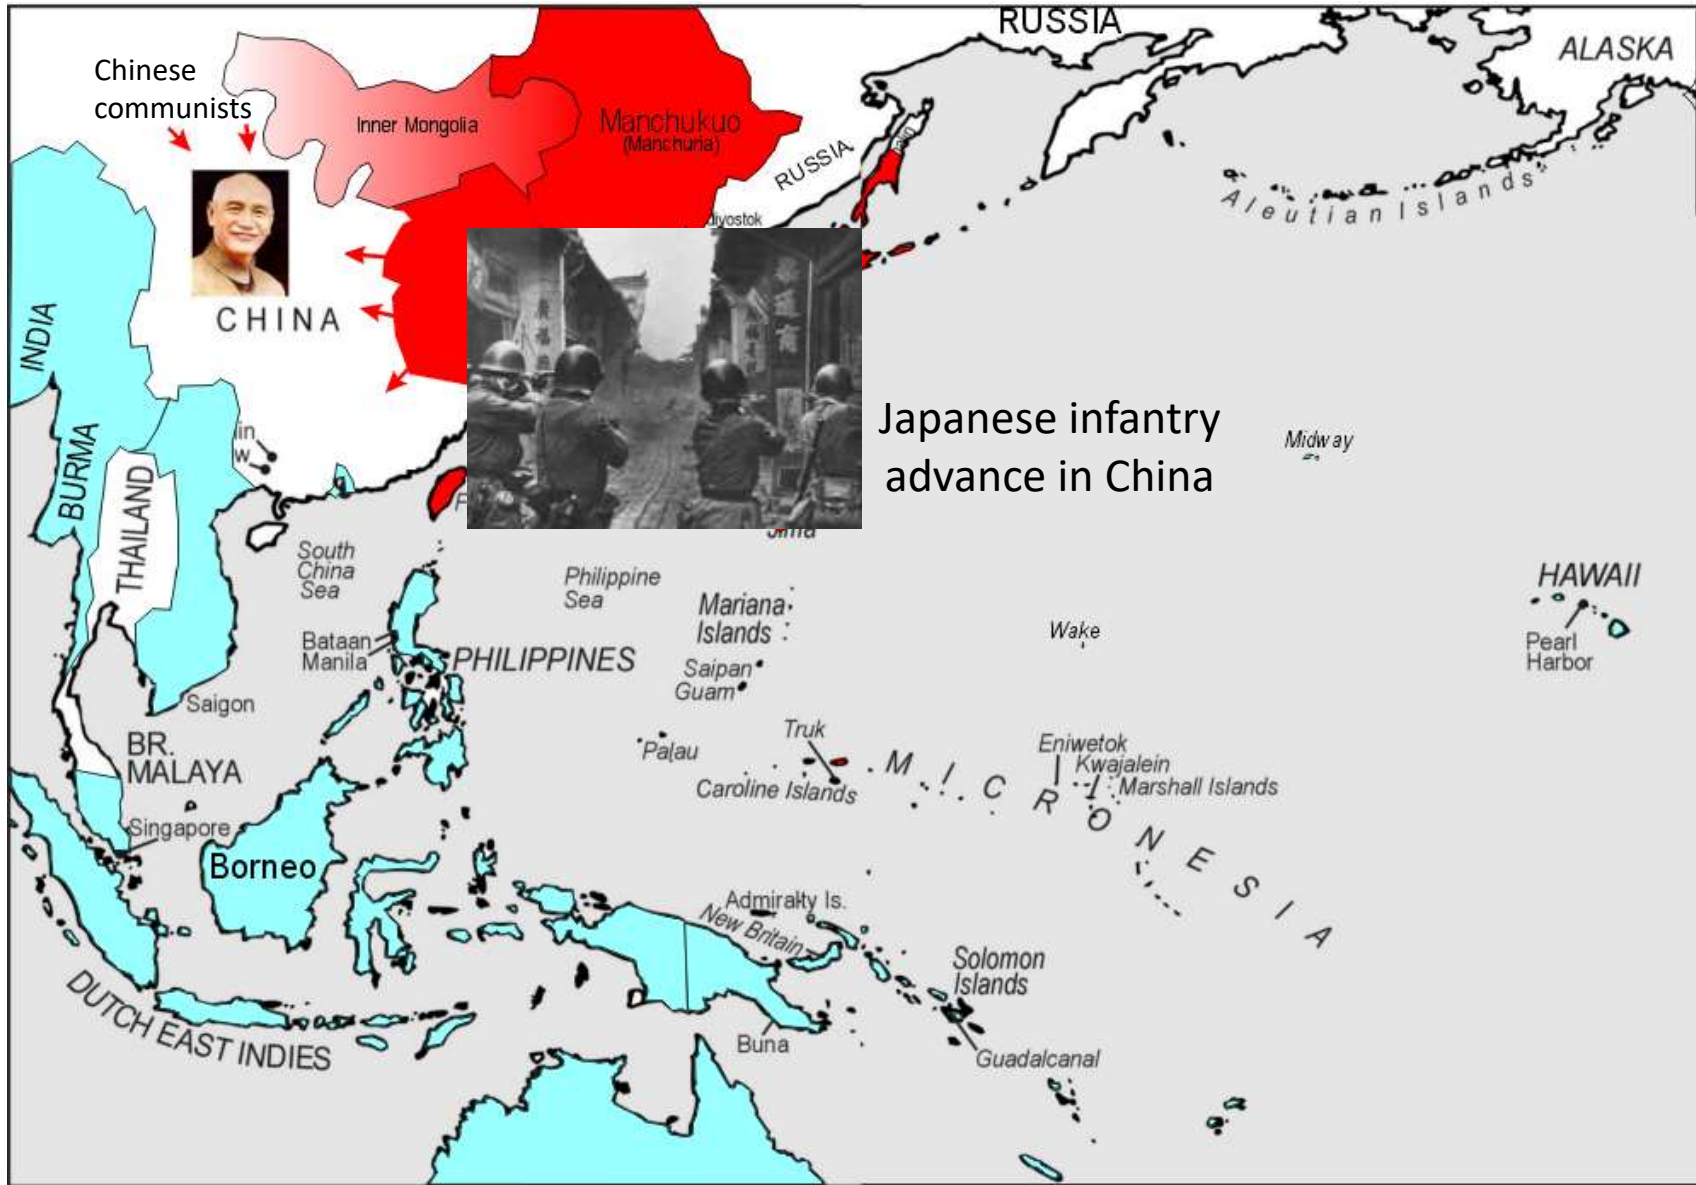 RUSSIA
ALASKA
Chinese
communists
Inner Mongolia
Manchukuo
(Manchuria)
RUSSIA
Aleutian Islands
diyostok
CHINA
INDIA
BURMA
THAILAND
in
w
Japanese infantry
advance in China
Midway
South
China
Sea
Philippine
Sea
Mariana
Islands
Saipan
Guam
Bataan
Manila
PHILIPPINES
Wake
HAWAII
Pearl
Harbor
Saigon
BR.
MALAYA
Singapore
Palau
Truk
Caroline Islands
MICRONESIA
Eniwetok
Kwajalein
Marshall Islands
Borneo
Admiralty Is.
New Britain
Solomon
Islands
DUTCH EAST INDIES
Buna
Guadalcanal